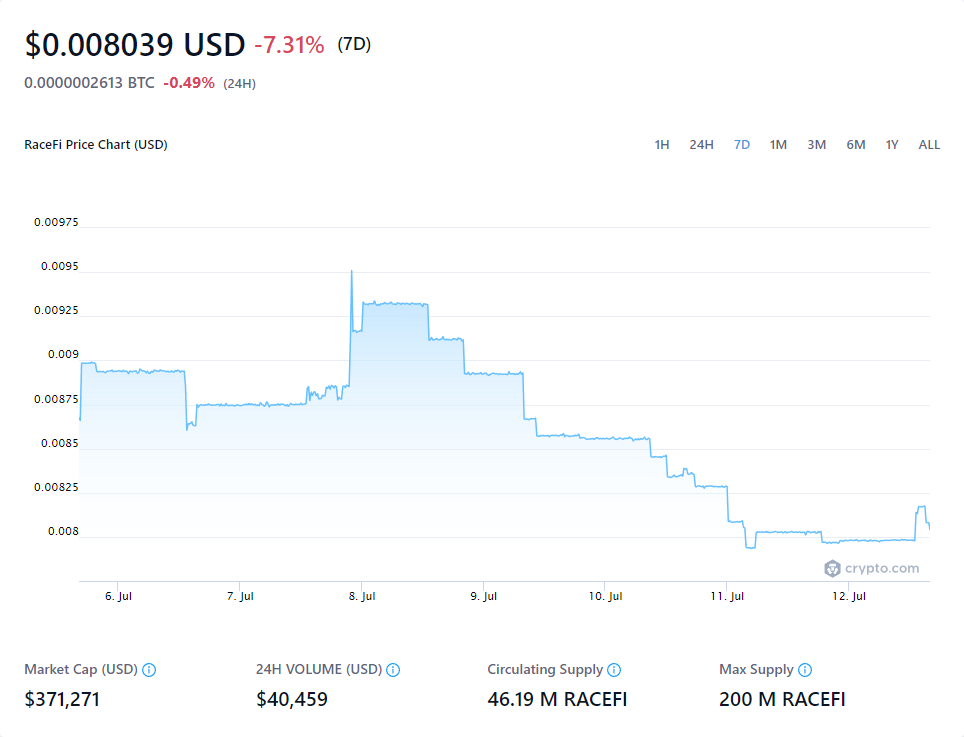 $0.008039 USD -7.31% (7D)
0.0000002613 BTC -0.49% (24H)
RaceFi Price Chart (USD) 1H 24H 7D 1M 3M 6M 1Y ALL
0.00975
0.0095
0.00925
0.009
0.00875
0.0085
0.00825
0.008
crypto.com
6. Jul 7. Jul 8. Jul 9. Jul 10. Jul 11. Jul 12. Jul
Market Cap (USD) 24H VOLUME (USD) Circulating Supply Max Supply
$371,271 $40,459 46.19 M RACEFI 200 M RACEFI